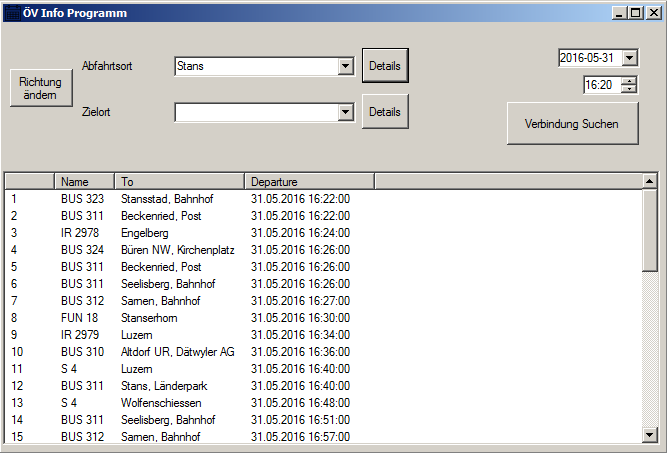 ÖV Info Programm
Richtung
ändern
Abfahrtsort
Stans
Details
2016-05-31
16:20
Zielort
Details
Verbindung Suchen
Name To Departure
1 BUS 323 Stansstad, Bahnhof 31.05.2016 16:22:00
2 BUS 311 Beckenried, Post 31.05.2016 16:22:00
3 IR 2978 Engelberg 31.05.2016 16:24:00
4 BUS 324 Büren NW, Kirchenplatz 31.05.2016 16:26:00
5 BUS 311 Beckenried, Post 31.05.2016 16:26:00
6 BUS 311 Seelisberg, Bahnhof 31.05.2016 16:26:00
7 BUS 312 Sarnen, Bahnhof 31.05.2016 16:27:00
8 FUN 18 Stanserhorn 31.05.2016 16:30:00
9 IR 2979 Luzern 31.05.2016 16:34:00
10 BUS 310 Altdorf UR, Dätwyler AG 31.05.2016 16:36:00
11 S 4 Luzern 31.05.2016 16:40:00
12 BUS 311 Stans, Länderpark 31.05.2016 16:40:00
13 S 4 Wolfenschiessen 31.05.2016 16:48:00
14 BUS 311 Seelisberg, Bahnhof 31.05.2016 16:51:00
15 BUS 312 Sarnen, Bahnhof 31.05.2016 16:57:00